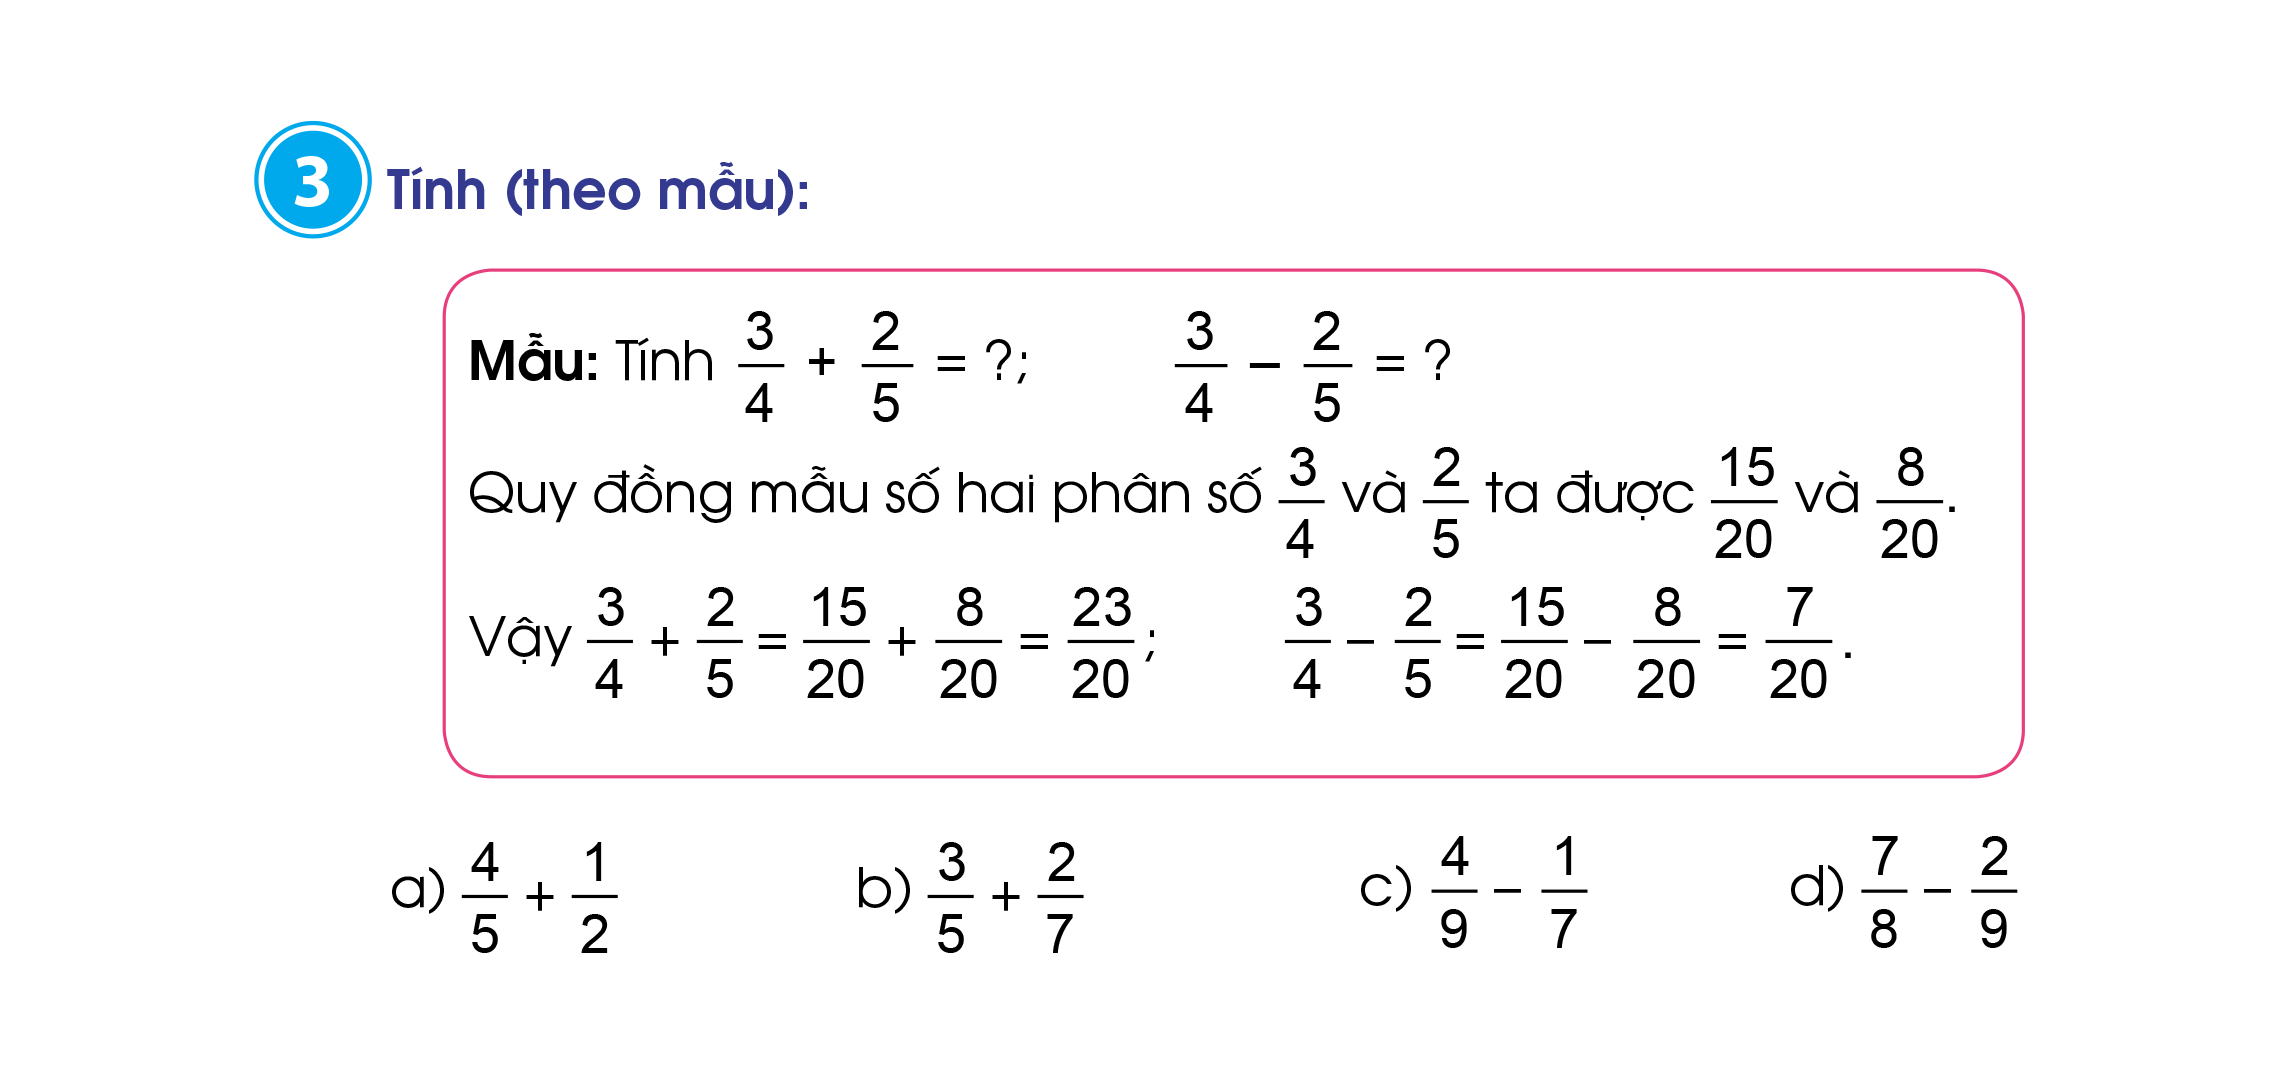 3 Tính (theo mẫu):
Mẫu: Tính 3/4 + 2/5 = ?; 3/4 – 2/5 = ?
Quy đồng mẫu số hai phân số 3/4 và 2/5 ta được 15/20 và 8/20.
Vậy 3/4 + 2/5 = 15/20 + 8/20 = 23/20; 3/4 – 2/5 = 15/20 – 8/20 = 7/20.
a) 4/5 + 1/2 b) 3/5 + 2/7 c) 4/9 – 1/7 d) 7/8 – 2/9